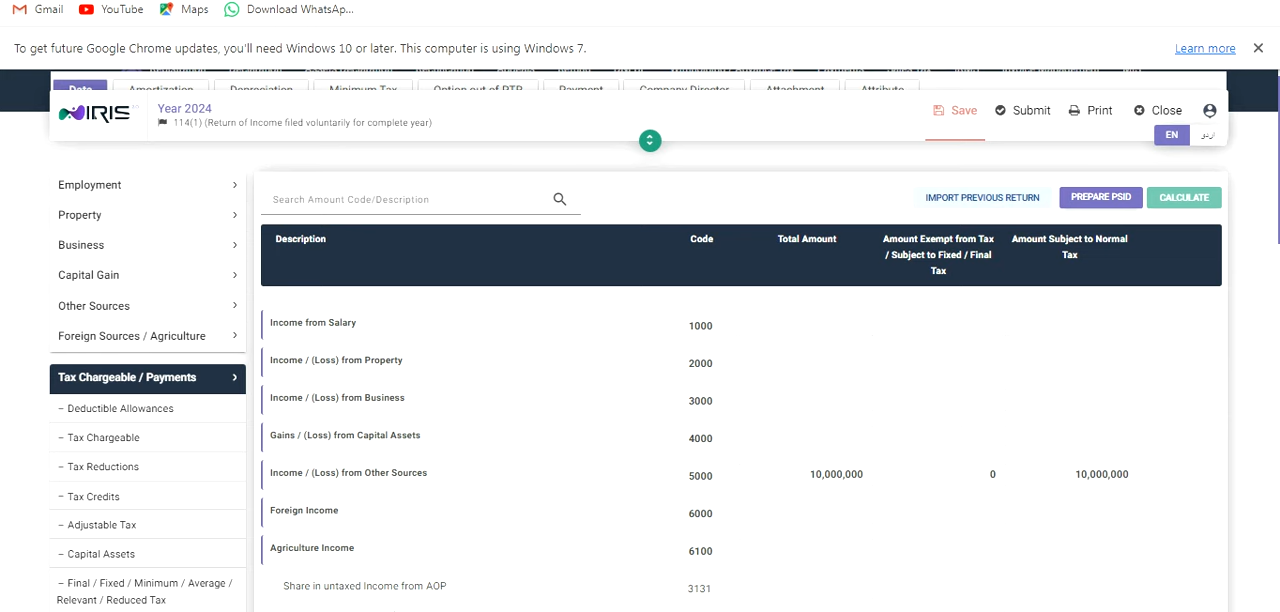 Gmail YouTube Maps Download WhatsAp...
To get future Google Chrome updates, you'll need Windows 10 or later. This computer is using Windows 7. Learn more
Data Amortization Depreciation Minimum Tax Option out of PTR Payment Company Director Attachment Attribute
IRIS Year 2024 Save Submit Print Close
114(1) (Return of Income filed voluntarily for complete year)
EN اردو
Employment
Property
Business
Capital Gain
Other Sources
Foreign Sources / Agriculture
Tax Chargeable / Payments
– Deductible Allowances
– Tax Chargeable
– Tax Reductions
– Tax Credits
– Adjustable Tax
– Capital Assets
– Final / Fixed / Minimum / Average /
Relevant / Reduced Tax
Search Amount Code/Description IMPORT PREVIOUS RETURN PREPARE PSID CALCULATE
Description Code Total Amount Amount Exempt from Tax Amount Subject to Normal
/ Subject to Fixed / Final Tax
Tax
Income from Salary 1000
Income / (Loss) from Property 2000
Income / (Loss) from Business 3000
Gains / (Loss) from Capital Assets 4000
Income / (Loss) from Other Sources 5000 10,000,000 0 10,000,000
Foreign Income 6000
Agriculture Income 6100
Share in untaxed Income from AOP 3131